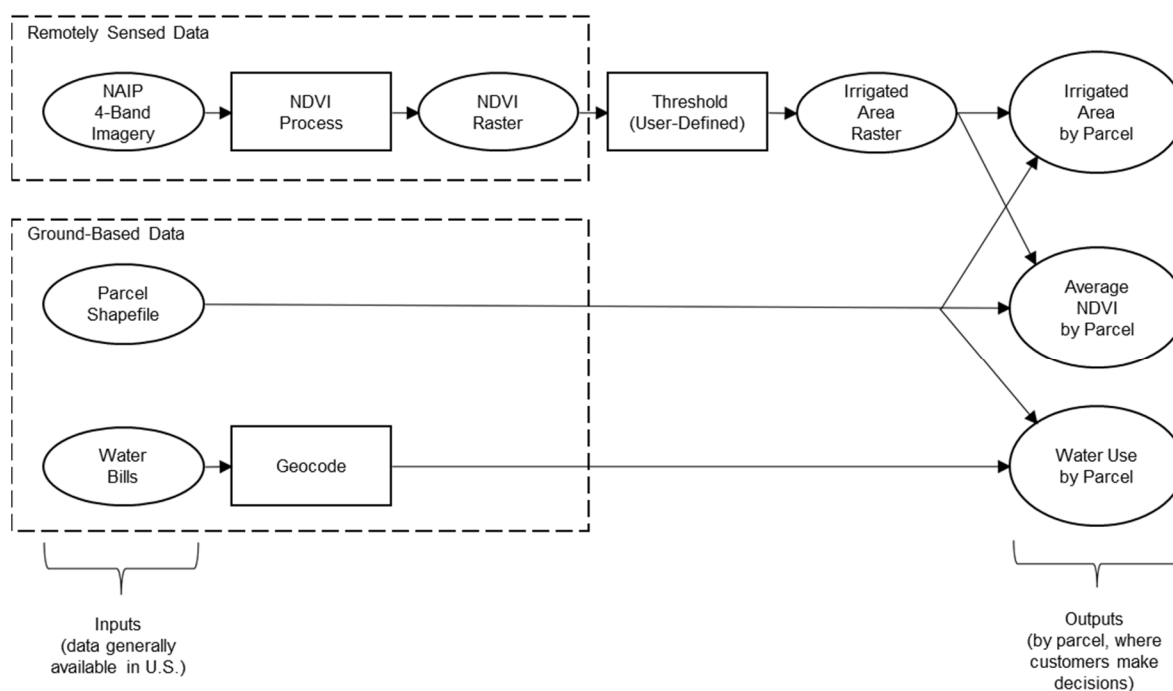 Remotely Sensed Data
NAIP
4-Band
Imagery
NDVI
Process
NDVI
Raster
Threshold
(User-Defined)
Irrigated
Area
Raster
Irrigated
Area
by Parcel
Ground-Based Data
Parcel
Shapefile
Average
NDVI
by Parcel
Water
Bills
Geocode
Water Use
by Parcel
Inputs
(data generally
available in U.S.)
Outputs
(by parcel, where
customers make
decisions)